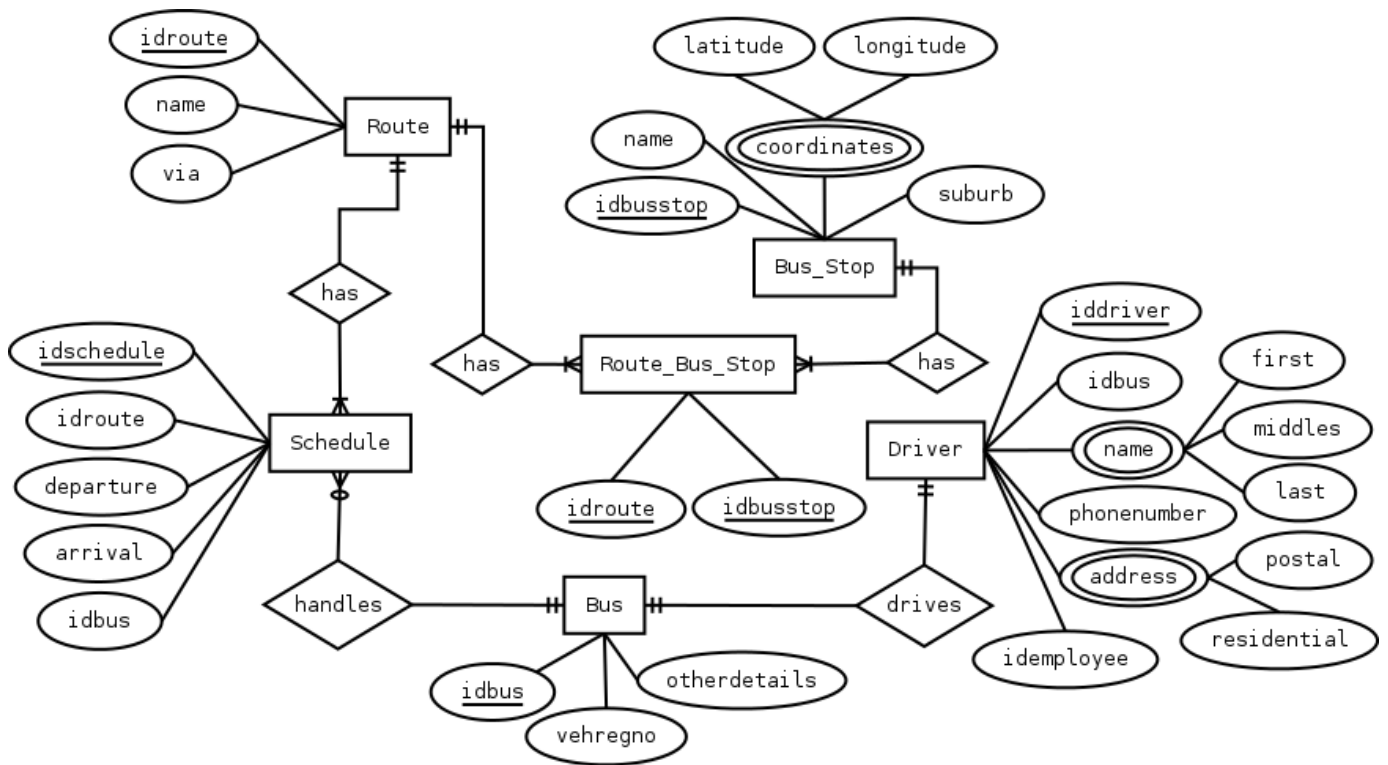 idroute
name
via
Route
latitude
longitude
coordinates
name
idbusstop
suburb
Bus_Stop
has
has
Route_Bus_Stop
has
idroute
idbusstop
idschedule
idroute
departure
arrival
idbus
Schedule
handles
Bus
idbus
vehregno
otherdetails
drives
Driver
iddriver
idbus
name
first
middles
last
phonenumber
address
postal
residential
idemployee